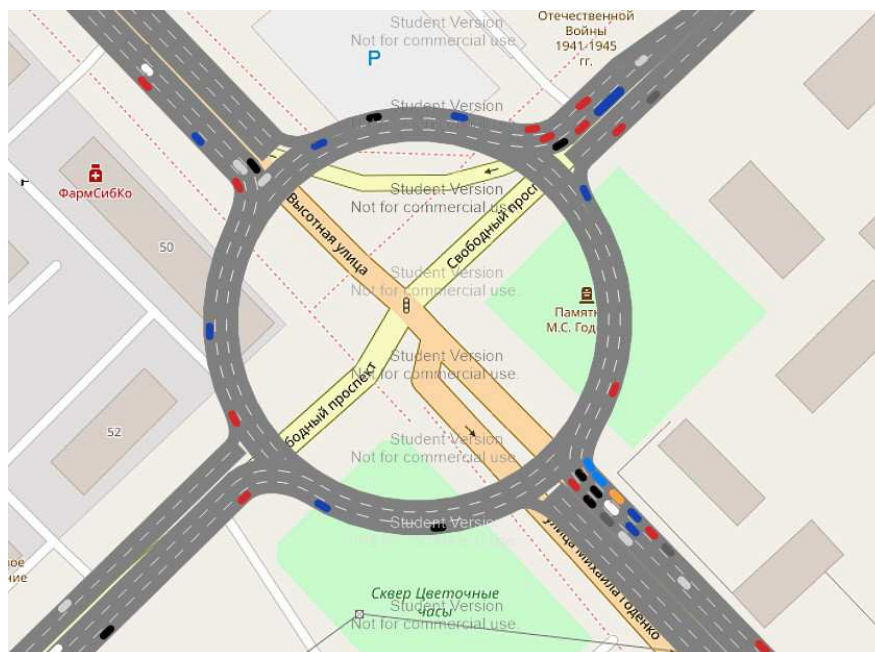 Student Version
Not for commercial use.
Отечественной
Войны
1941-1945
гг.
P
Student Version
Not for commercial use.
ФармСибКо
Student Version
Not for commercial use.
Высотная улица
Свободный просп
50
Student Version
Not for commercial use.
Памятн
М.С. Год
Student Version
Not for commercial use.
бодный проспект
52
Student Version
Not for commercial use.
Student Version
Not for commercial use.
улица Михаила Годенко
вое
ние
Сквер Цветочные
часы
Student Version
Not for commercial use.